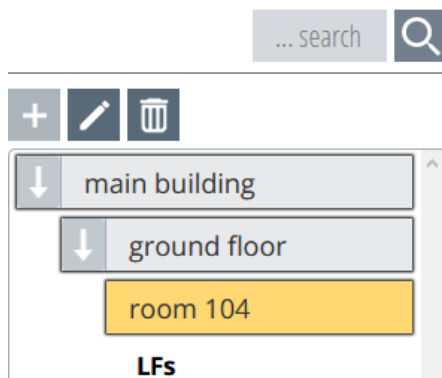 ... search
main building
ground floor
room 104
LFs